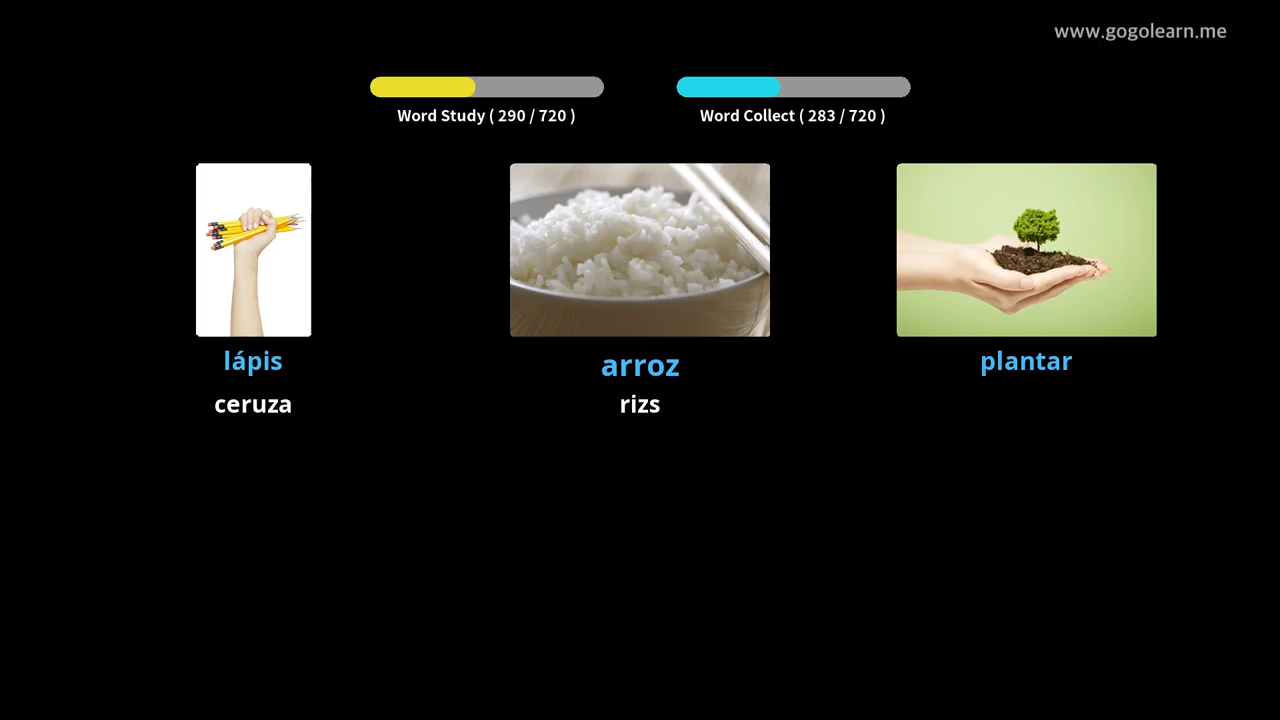 www.gogolearn.me
Word Study ( 290 / 720 )
Word Collect ( 283 / 720 )
lápis
arroz
plantar
ceruza
rizs